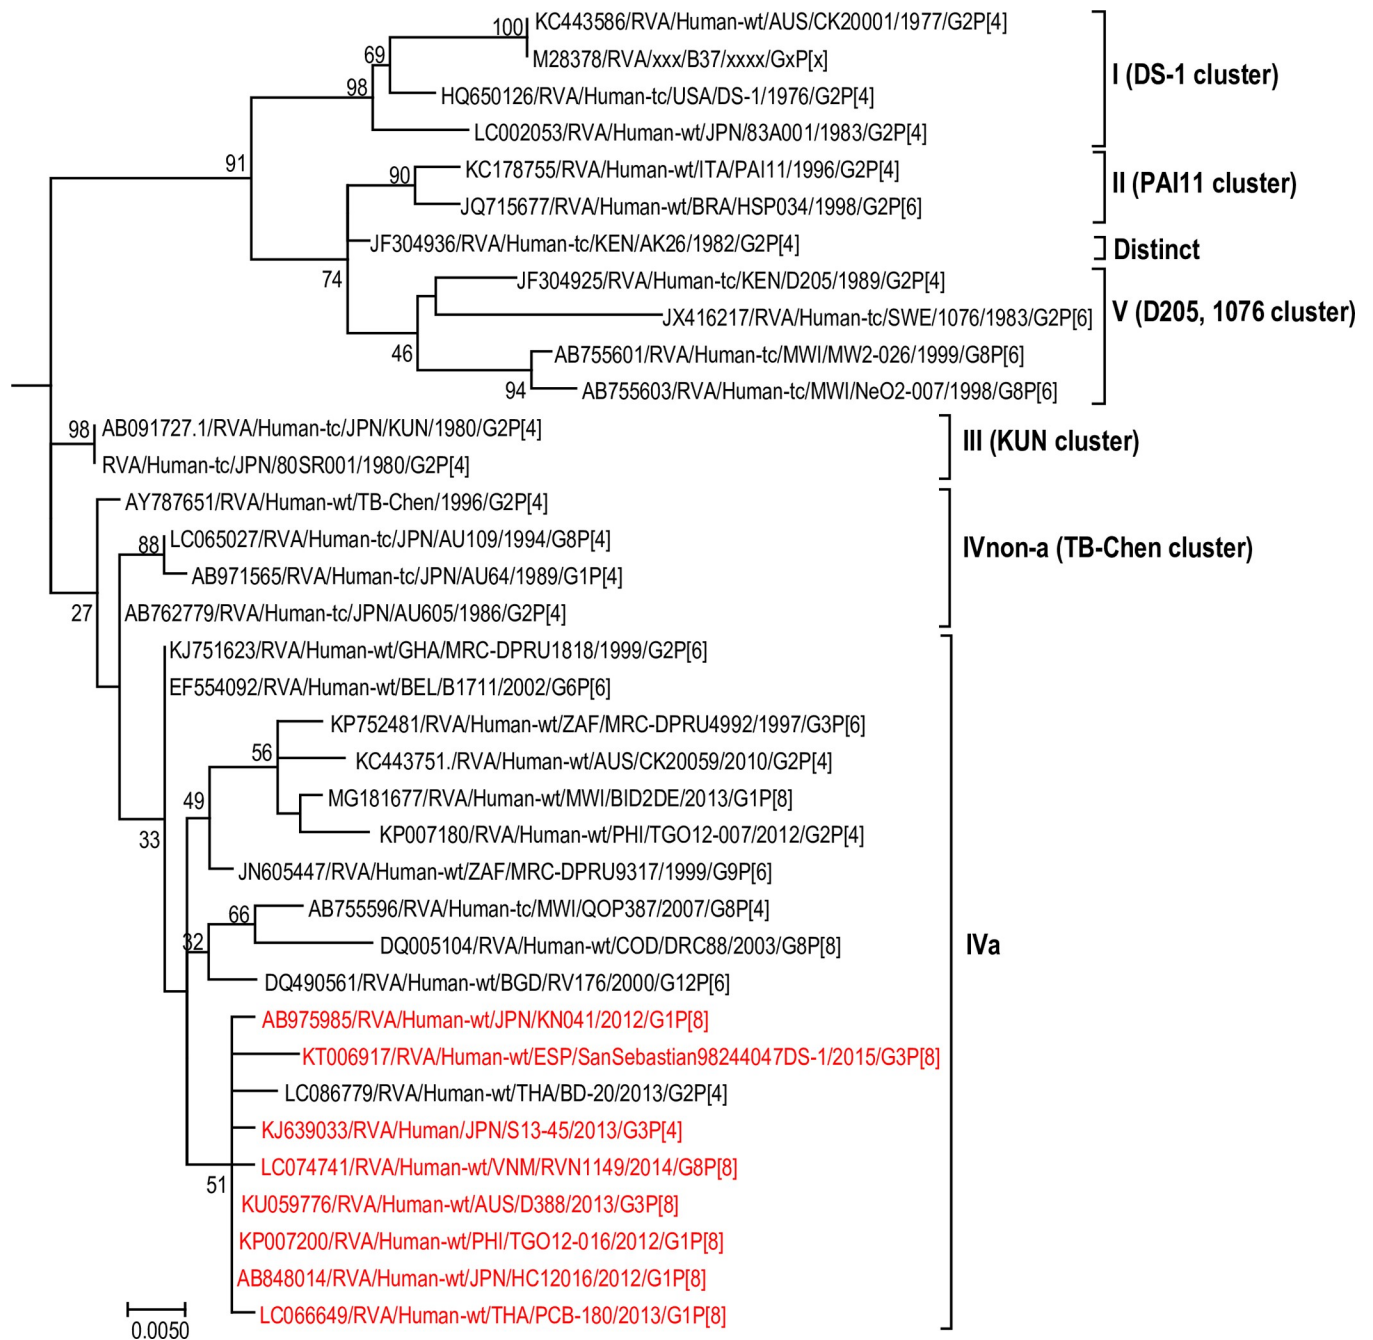 100
KC443586/RVA/Human-wt/AUS/CK20001/1977/G2P[4]
69
M28378/RVA/xxx/B37/xxxx/GxP[x]
I (DS-1 cluster)
98
HQ650126/RVA/Human-tc/USA/DS-1/1976/G2P[4]
LC002053/RVA/Human-wt/JPN/83A001/1983/G2P[4]
91
90
KC178755/RVA/Human-wt/ITA/PAI11/1996/G2P[4]
II (PAI11 cluster)
JQ715677/RVA/Human-wt/BRA/HSP034/1998/G2P[6]
JF304936/RVA/Human-tc/KEN/AK26/1982/G2P[4]
Distinct
74
JF304925/RVA/Human-tc/KEN/D205/1989/G2P[4]
JX416217/RVA/Human-tc/SWE/1076/1983/G2P[6]
V (D205, 1076 cluster)
46
AB755601/RVA/Human-tc/MWI/MW2-026/1999/G8P[6]
94
AB755603/RVA/Human-tc/MWI/NeO2-007/1998/G8P[6]
98
AB091727.1/RVA/Human-tc/JPN/KUN/1980/G2P[4]
III (KUN cluster)
RVA/Human-tc/JPN/80SR001/1980/G2P[4]
AY787651/RVA/Human-wt/TB-Chen/1996/G2P[4]
88
LC065027/RVA/Human-tc/JPN/AU109/1994/G8P[4]
IVnon-a (TB-Chen cluster)
AB971565/RVA/Human-tc/JPN/AU64/1989/G1P[4]
27
AB762779/RVA/Human-tc/JPN/AU605/1986/G2P[4]
KJ751623/RVA/Human-wt/GHA/MRC-DPRU1818/1999/G2P[6]
EF554092/RVA/Human-wt/BEL/B1711/2002/G6P[6]
KP752481/RVA/Human-wt/ZAF/MRC-DPRU4992/1997/G3P[6]
56
KC443751./RVA/Human-wt/AUS/CK20059/2010/G2P[4]
49
MG181677/RVA/Human-wt/MWI/BID2DE/2013/G1P[8]
33
KP007180/RVA/Human-wt/PHI/TGO12-007/2012/G2P[4]
JN605447/RVA/Human-wt/ZAF/MRC-DPRU9317/1999/G9P[6]
66
AB755596/RVA/Human-tc/MWI/QOP387/2007/G8P[4]
32
DQ005104/RVA/Human-wt/COD/DRC88/2003/G8P[8]
IVa
DQ490561/RVA/Human-wt/BGD/RV176/2000/G12P[6]
AB975985/RVA/Human-wt/JPN/KN041/2012/G1P[8]
KT006917/RVA/Human-wt/ESP/SanSebastian98244047DS-1/2015/G3P[8]
LC086779/RVA/Human-wt/THA/BD-20/2013/G2P[4]
KJ639033/RVA/Human/JPN/S13-45/2013/G3P[4]
LC074741/RVA/Human-wt/VNM/RVN1149/2014/G8P[8]
51
KU059776/RVA/Human-wt/AUS/D388/2013/G3P[8]
KP007200/RVA/Human-wt/PHI/TGO12-016/2012/G1P[8]
AB848014/RVA/Human-wt/JPN/HC12016/2012/G1P[8]
LC066649/RVA/Human-wt/THA/PCB-180/2013/G1P[8]
0.0050